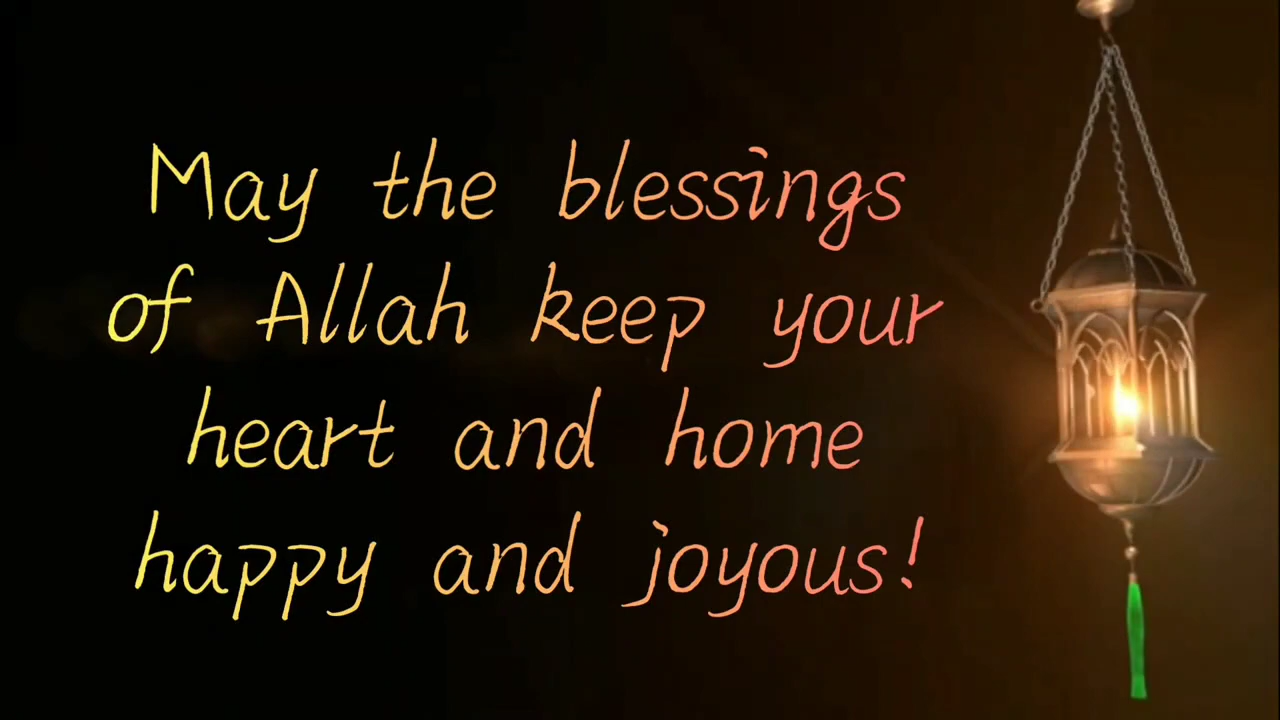 May the blessings
of Allah keep your
heart and home
happy and joyous!